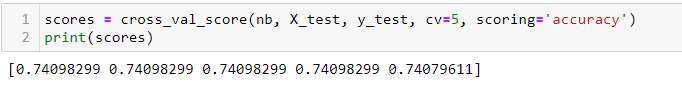 1 scores = cross_val_score(nb, X_test, y_test, cv=5, scoring='accuracy')
2 print(scores)
[0.74098299 0.74098299 0.74098299 0.74098299 0.74079611]